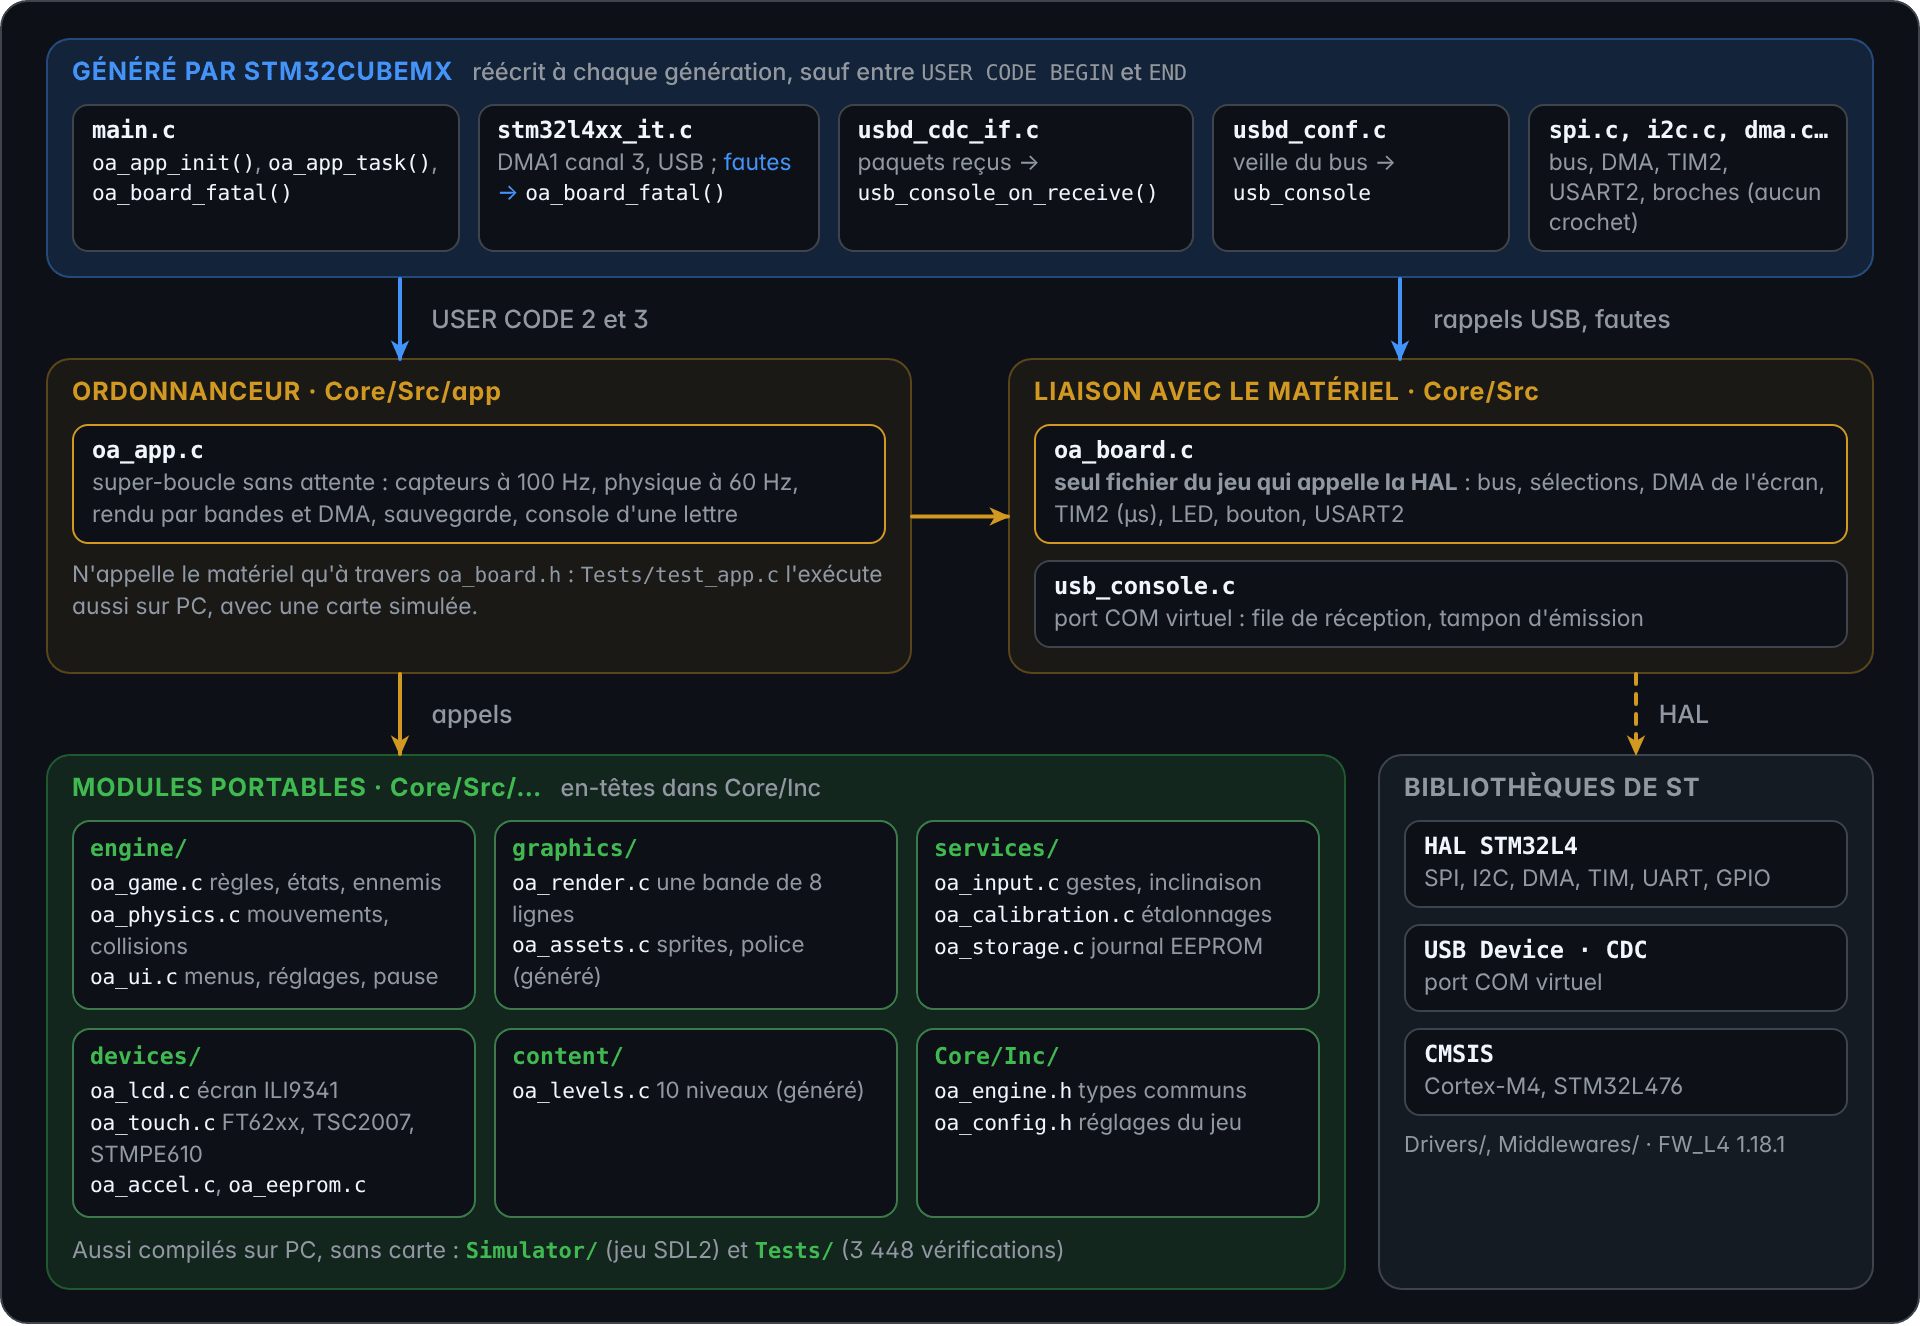 GÉNÉRÉ PAR STM32CUBEMX réécrit à chaque génération, sauf entre USER CODE BEGIN et END
main.c
oa_app_init(), oa_app_task(),
oa_board_fatal()
stm32l4xx_it.c
DMA1 canal 3, USB ; fautes
→ oa_board_fatal()
usbd_cdc_if.c
paquets reçus →
usb_console_on_receive()
usbd_conf.c
veille du bus →
usb_console
spi.c, i2c.c, dma.c…
bus, DMA, TIM2,
USART2, broches (aucun
crochet)
USER CODE 2 et 3
rappels USB, fautes
ORDONNANCEUR · Core/Src/app
oa_app.c
super-boucle sans attente : capteurs à 100 Hz, physique à 60 Hz,
rendu par bandes et DMA, sauvegarde, console d'une lettre
N'appelle le matériel qu'à travers oa_board.h : Tests/test_app.c l'exécute
aussi sur PC, avec une carte simulée.
LIAISON AVEC LE MATÉRIEL · Core/Src
oa_board.c
seul fichier du jeu qui appelle la HAL : bus, sélections, DMA de l'écran,
TIM2 (µs), LED, bouton, USART2
usb_console.c
port COM virtuel : file de réception, tampon d'émission
appels
HAL
MODULES PORTABLES · Core/Src/... en-têtes dans Core/Inc
engine/
oa_game.c règles, états, ennemis
oa_physics.c mouvements,
collisions
oa_ui.c menus, réglages, pause
graphics/
oa_render.c une bande de 8
lignes
oa_assets.c sprites, police
(généré)
services/
oa_input.c gestes, inclinaison
oa_calibration.c étalonnages
oa_storage.c journal EEPROM
devices/
oa_lcd.c écran ILI9341
oa_touch.c FT62xx, TSC2007,
STMPE610
oa_accel.c, oa_eeprom.c
content/
oa_levels.c 10 niveaux (généré)
Core/Inc/
oa_engine.h types communs
oa_config.h réglages du jeu
Aussi compilés sur PC, sans carte : Simulator/ (jeu SDL2) et Tests/ (3 448 vérifications)
BIBLIOTHÈQUES DE ST
HAL STM32L4
SPI, I2C, DMA, TIM, UART, GPIO
USB Device · CDC
port COM virtuel
CMSIS
Cortex-M4, STM32L476
Drivers/, Middlewares/ · FW_L4 1.18.1